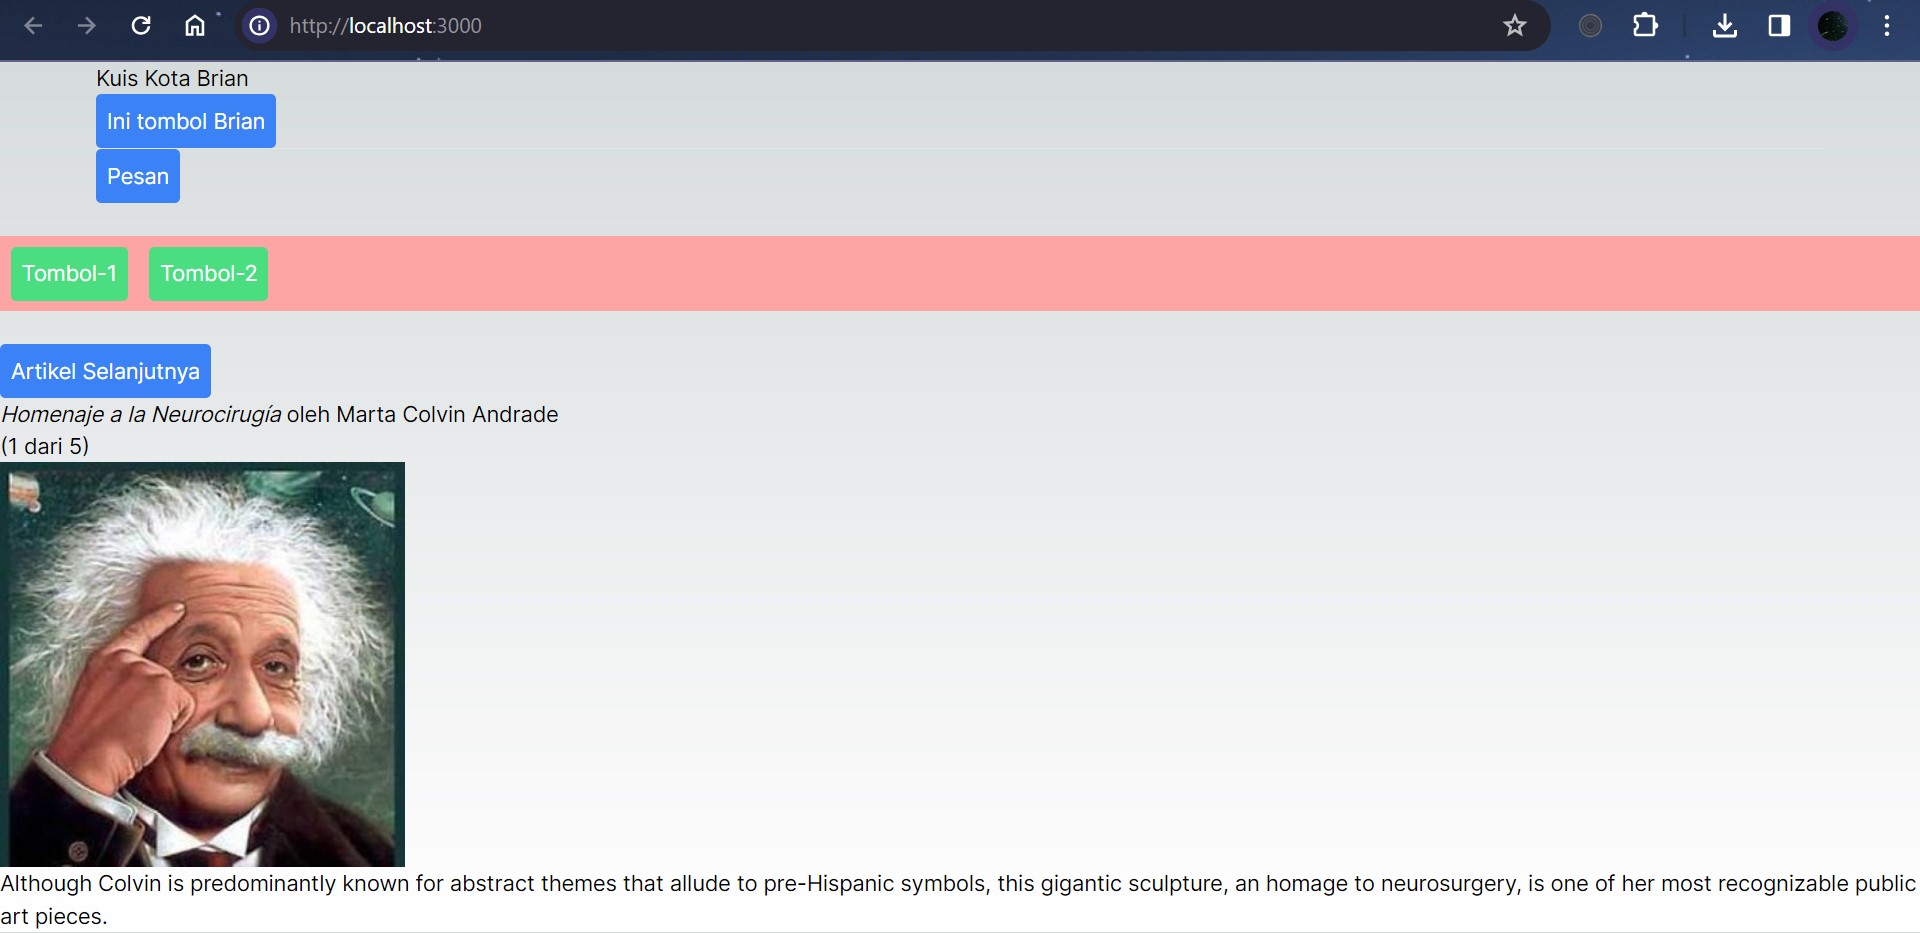 http://localhost:3000
Kuis Kota Brian
Ini tombol Brian
Pesan
Tombol-1 Tombol-2
Artikel Selanjutnya
Homenaje a la Neurocirugía oleh Marta Colvin Andrade
(1 dari 5)
Although Colvin is predominantly known for abstract themes that allude to pre-Hispanic symbols, this gigantic sculpture, an homage to neurosurgery, is one of her most recognizable public
art pieces.